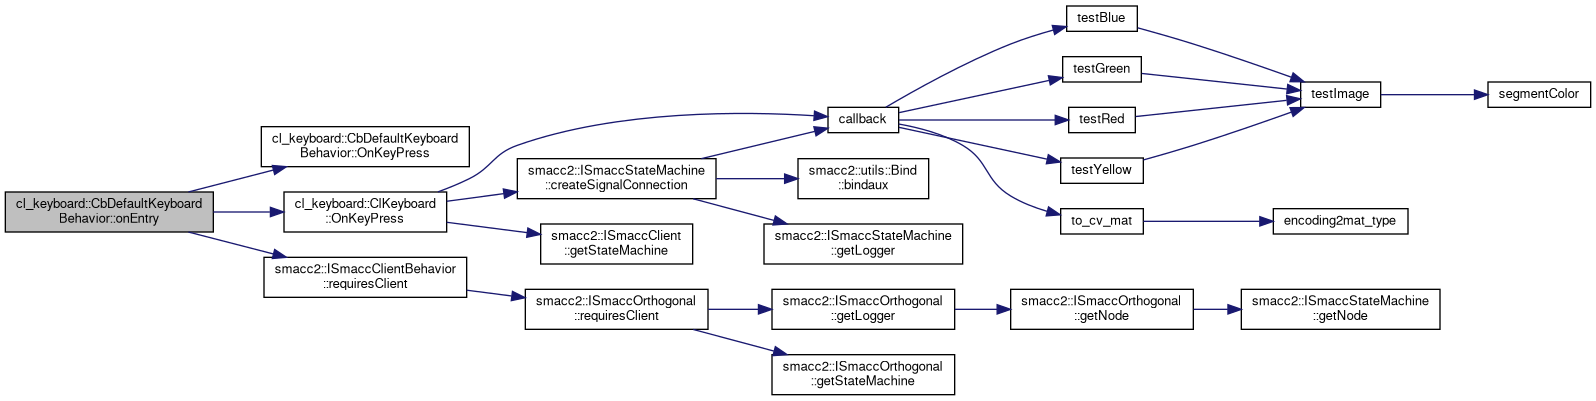 cl_keyboard::CbDefaultKeyboard
Behavior::onEntry
cl_keyboard::CbDefaultKeyboard
Behavior::OnKeyPress
cl_keyboard::ClKeyboard
::OnKeyPress
smacc2::ISmaccClientBehavior
::requiresClient
smacc2::ISmaccStateMachine
::createSignalConnection
smacc2::ISmaccClient
::getStateMachine
smacc2::ISmaccOrthogonal
::requiresClient
callback
smacc2::utils::Bind
::bindaux
smacc2::ISmaccStateMachine
::getLogger
smacc2::ISmaccOrthogonal
::getLogger
smacc2::ISmaccOrthogonal
::getStateMachine
testBlue
testGreen
testRed
testYellow
to_cv_mat
smacc2::ISmaccOrthogonal
::getNode
testImage
encoding2mat_type
smacc2::ISmaccStateMachine
::getNode
segmentColor